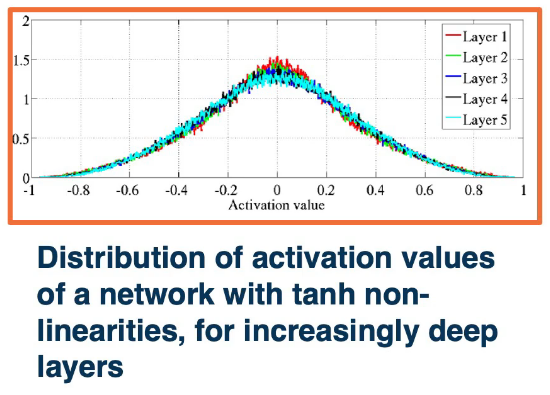 2
1.5
1
0.5
0
-1 -0.8 -0.6 -0.4 -0.2 0 0.2 0.4 0.6 0.8 1
Activation value
Layer 1
Layer 2
Layer 3
Layer 4
Layer 5
Distribution of activation values
of a network with tanh non-
linearities, for increasingly deep
layers